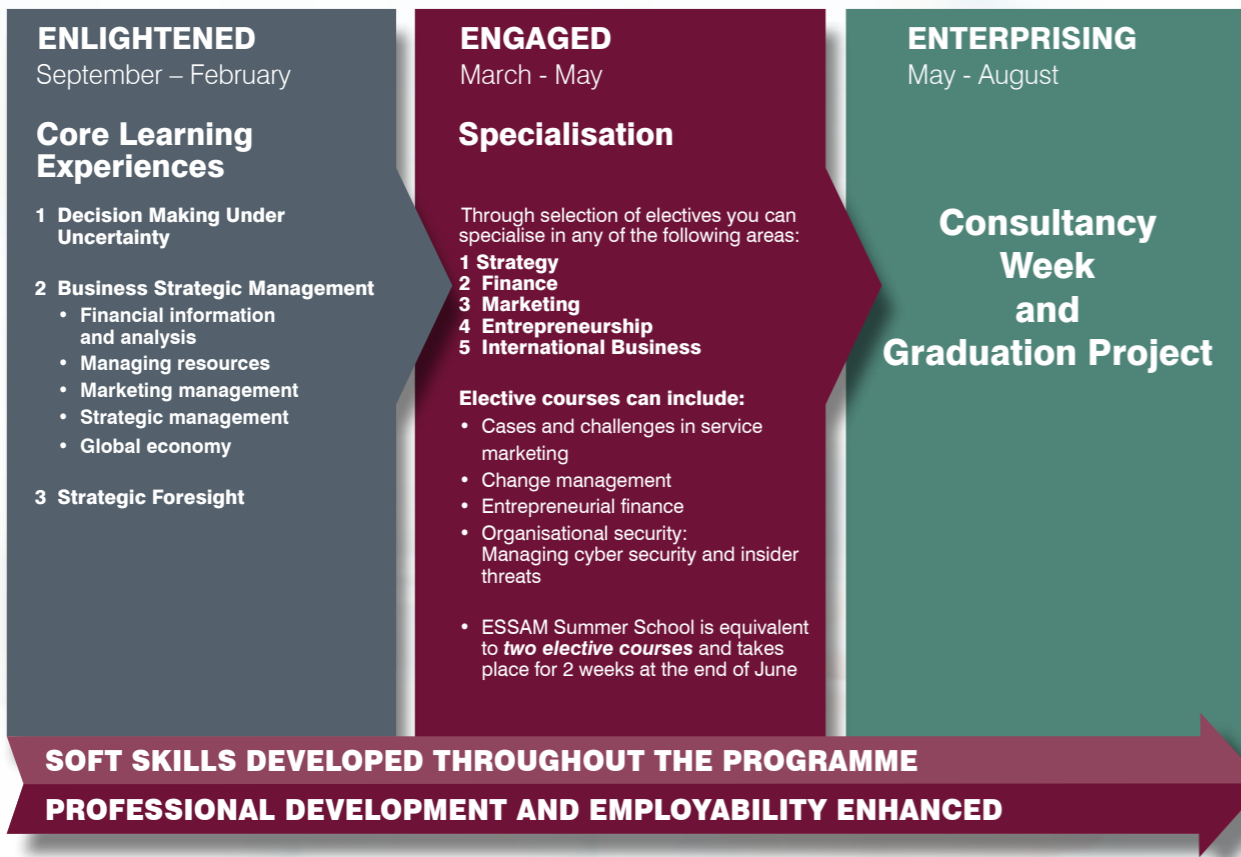 ENLIGHTENED
September – February
Core Learning
Experiences
1 Decision Making Under
Uncertainty
2 Business Strategic Management
• Financial information
and analysis
• Managing resources
• Marketing management
• Strategic management
• Global economy
3 Strategic Foresight
ENGAGED
March - May
Specialisation
Through selection of electives you can
specialise in any of the following areas:
1 Strategy
2 Finance
3 Marketing
4 Entrepreneurship
5 International Business
Elective courses can include:
• Cases and challenges in service
marketing
• Change management
• Entrepreneurial finance
• Organisational security:
Managing cyber security and insider
threats
• ESSAM Summer School is equivalent
to two elective courses and takes
place for 2 weeks at the end of June
ENTERPRISING
May - August
Consultancy
Week
and
Graduation Project
SOFT SKILLS DEVELOPED THROUGHOUT THE PROGRAMME
PROFESSIONAL DEVELOPMENT AND EMPLOYABILITY ENHANCED